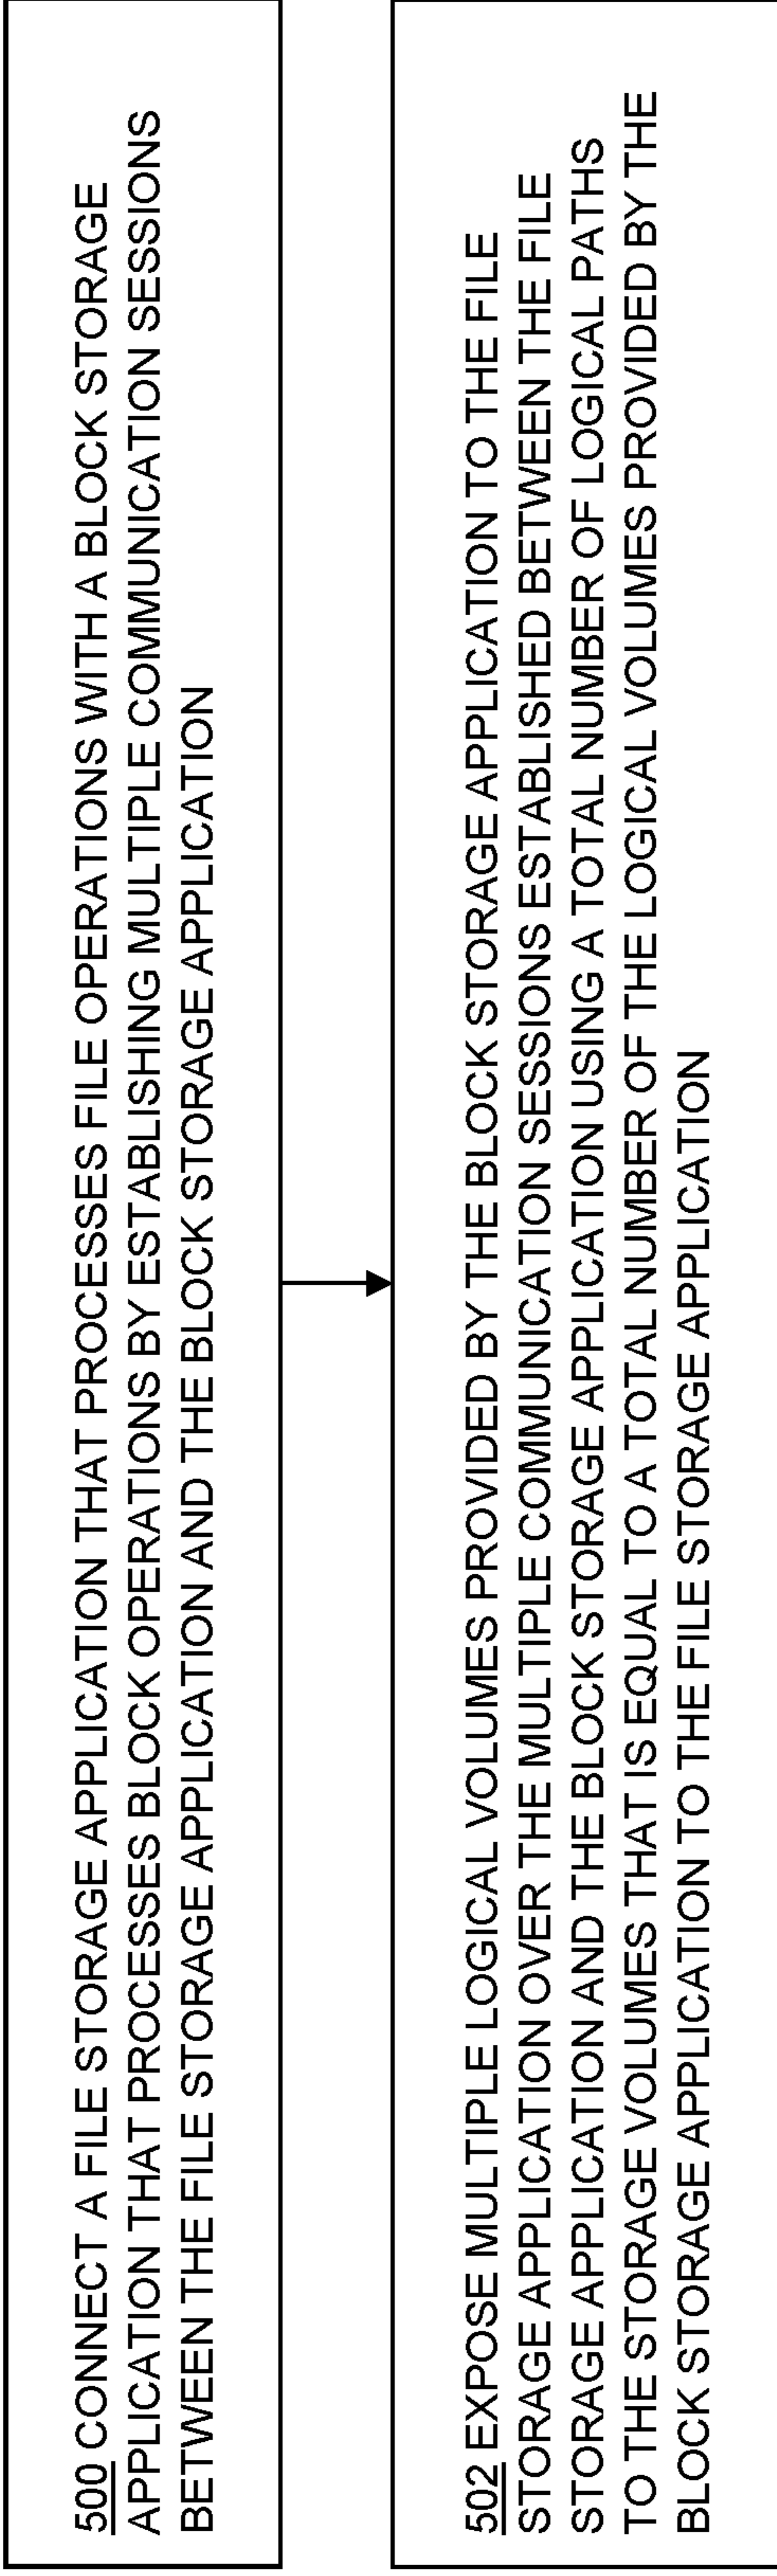 500 CONNECT A FILE STORAGE APPLICATION THAT PROCESSES FILE OPERATIONS WITH A BLOCK STORAGE
APPLICATION THAT PROCESSES BLOCK OPERATIONS BY ESTABLISHING MULTIPLE COMMUNICATION SESSIONS
BETWEEN THE FILE STORAGE APPLICATION AND THE BLOCK STORAGE APPLICATION
502 EXPOSE MULTIPLE LOGICAL VOLUMES PROVIDED BY THE BLOCK STORAGE APPLICATION TO THE FILE
STORAGE APPLICATION OVER THE MULTIPLE COMMUNICATION SESSIONS ESTABLISHED BETWEEN THE FILE
STORAGE APPLICATION AND THE BLOCK STORAGE APPLICATION USING A TOTAL NUMBER OF LOGICAL PATHS
TO THE STORAGE VOLUMES THAT IS EQUAL TO A TOTAL NUMBER OF THE LOGICAL VOLUMES PROVIDED BY THE
BLOCK STORAGE APPLICATION TO THE FILE STORAGE APPLICATION